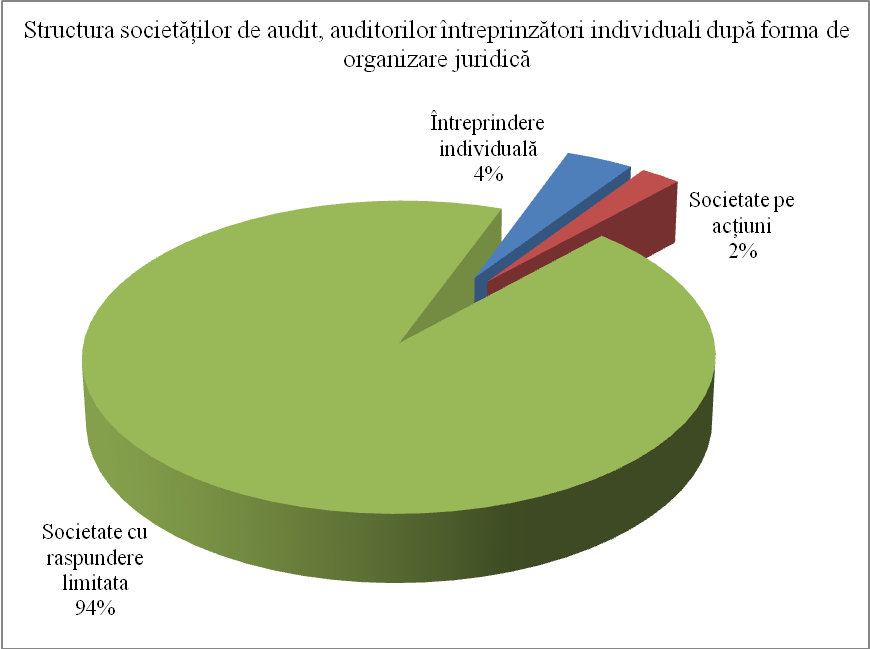 Structura societăților de audit, auditorilor întreprinzători individuali după forma de
organizare juridică
Întreprindere
individuală
4%
Societate pe
acțiuni
2%
Societate cu
raspundere
limitata
94%